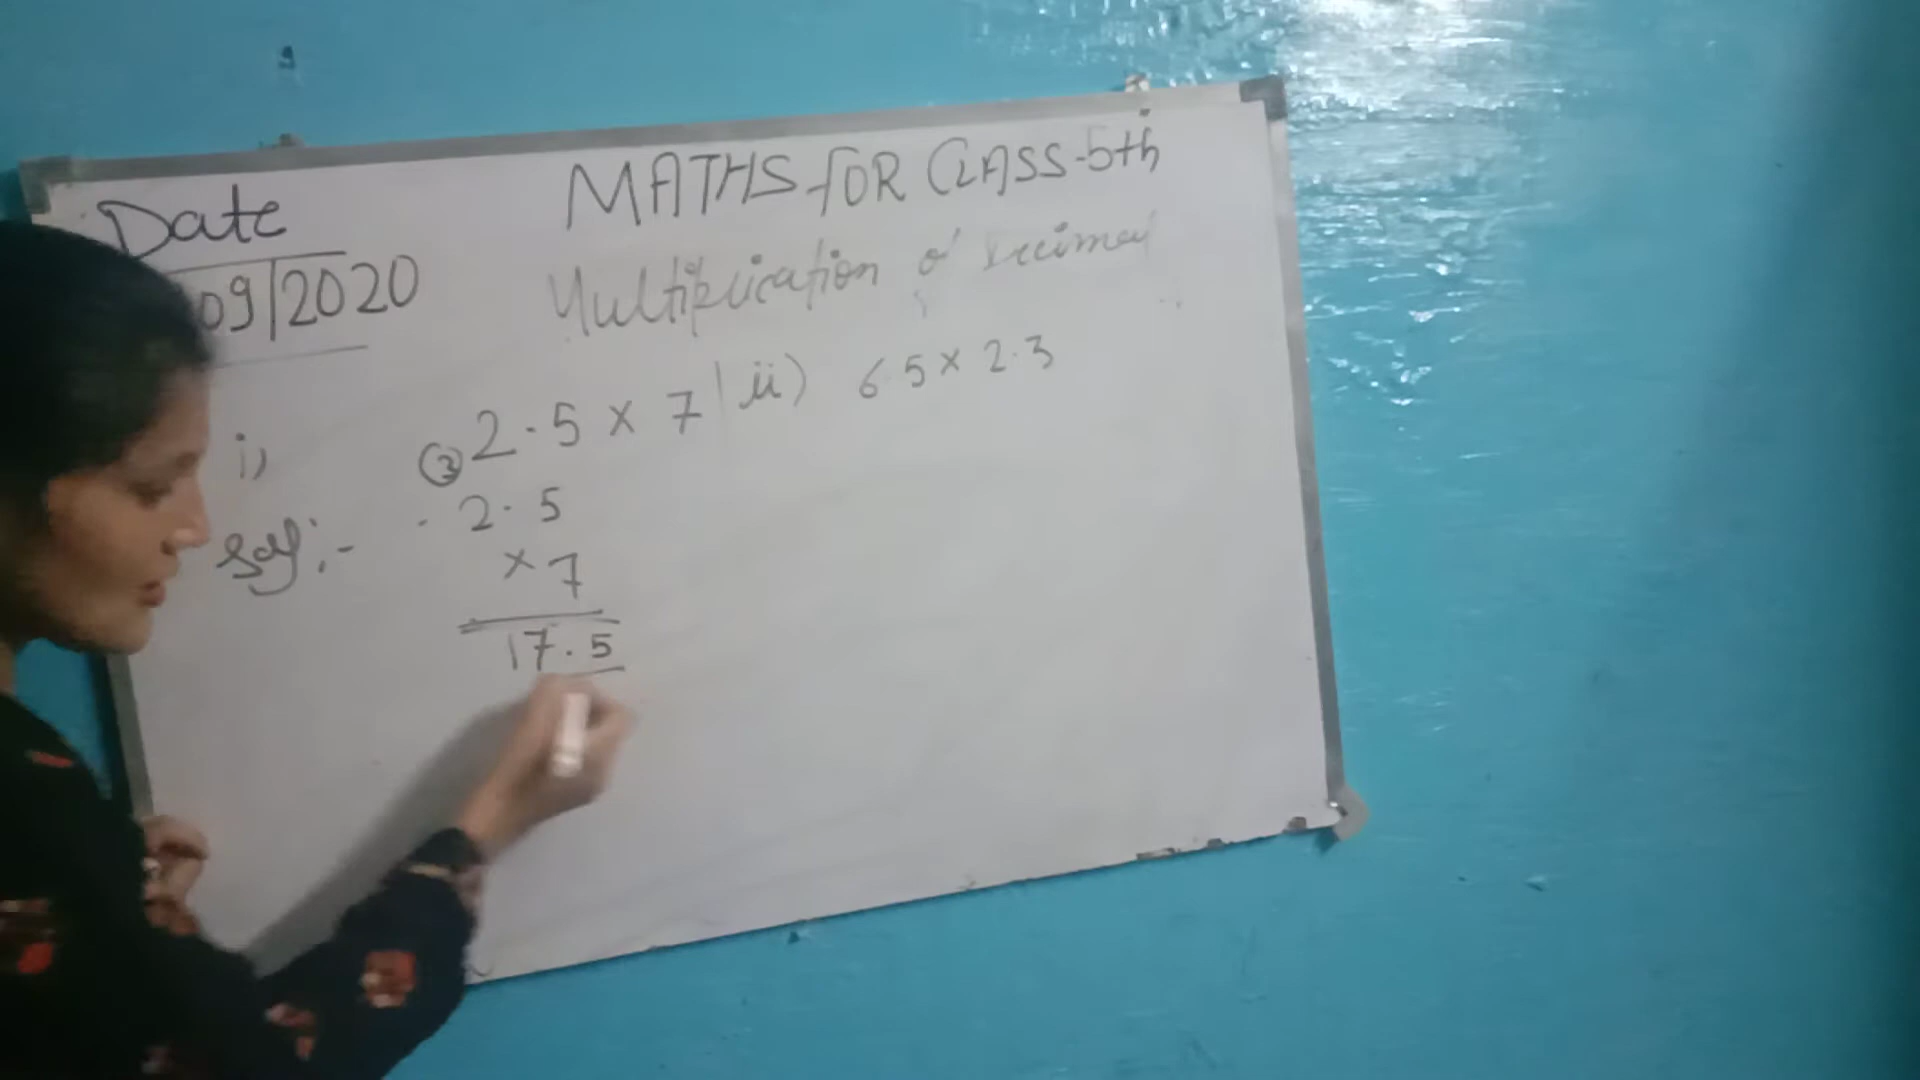 MATHS FOR CLASS-5th
Date
09/2020
Multiplication of Decimal
i) 2.5 × 7 | ii) 6.5 × 2.3
3
Sol:- 2.5
× 7
17.5